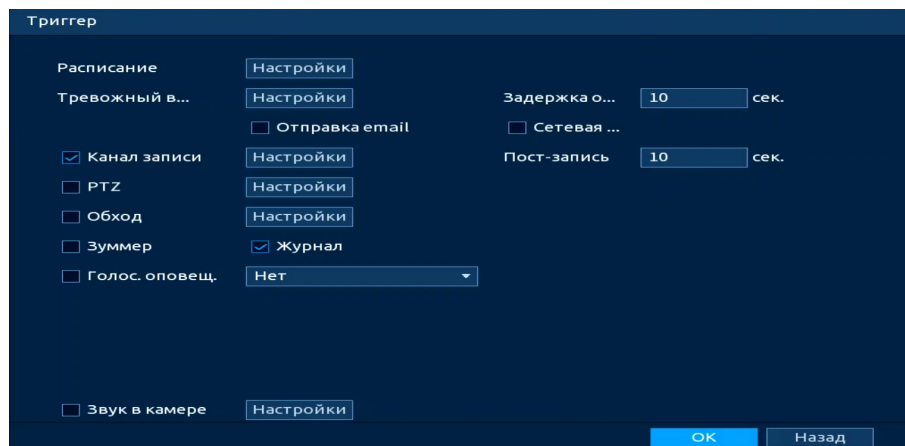 Триггер
Расписание Настройки
Тревожный в... Настройки Задержка о... 10 сек.
Отправка email Сетевая ...
Канал записи Настройки Пост-запись 10 сек.
PTZ Настройки
Обход Настройки
Зуммер Журнал
Голос. оповещ. Нет
Звук в камере Настройки
OK Назад